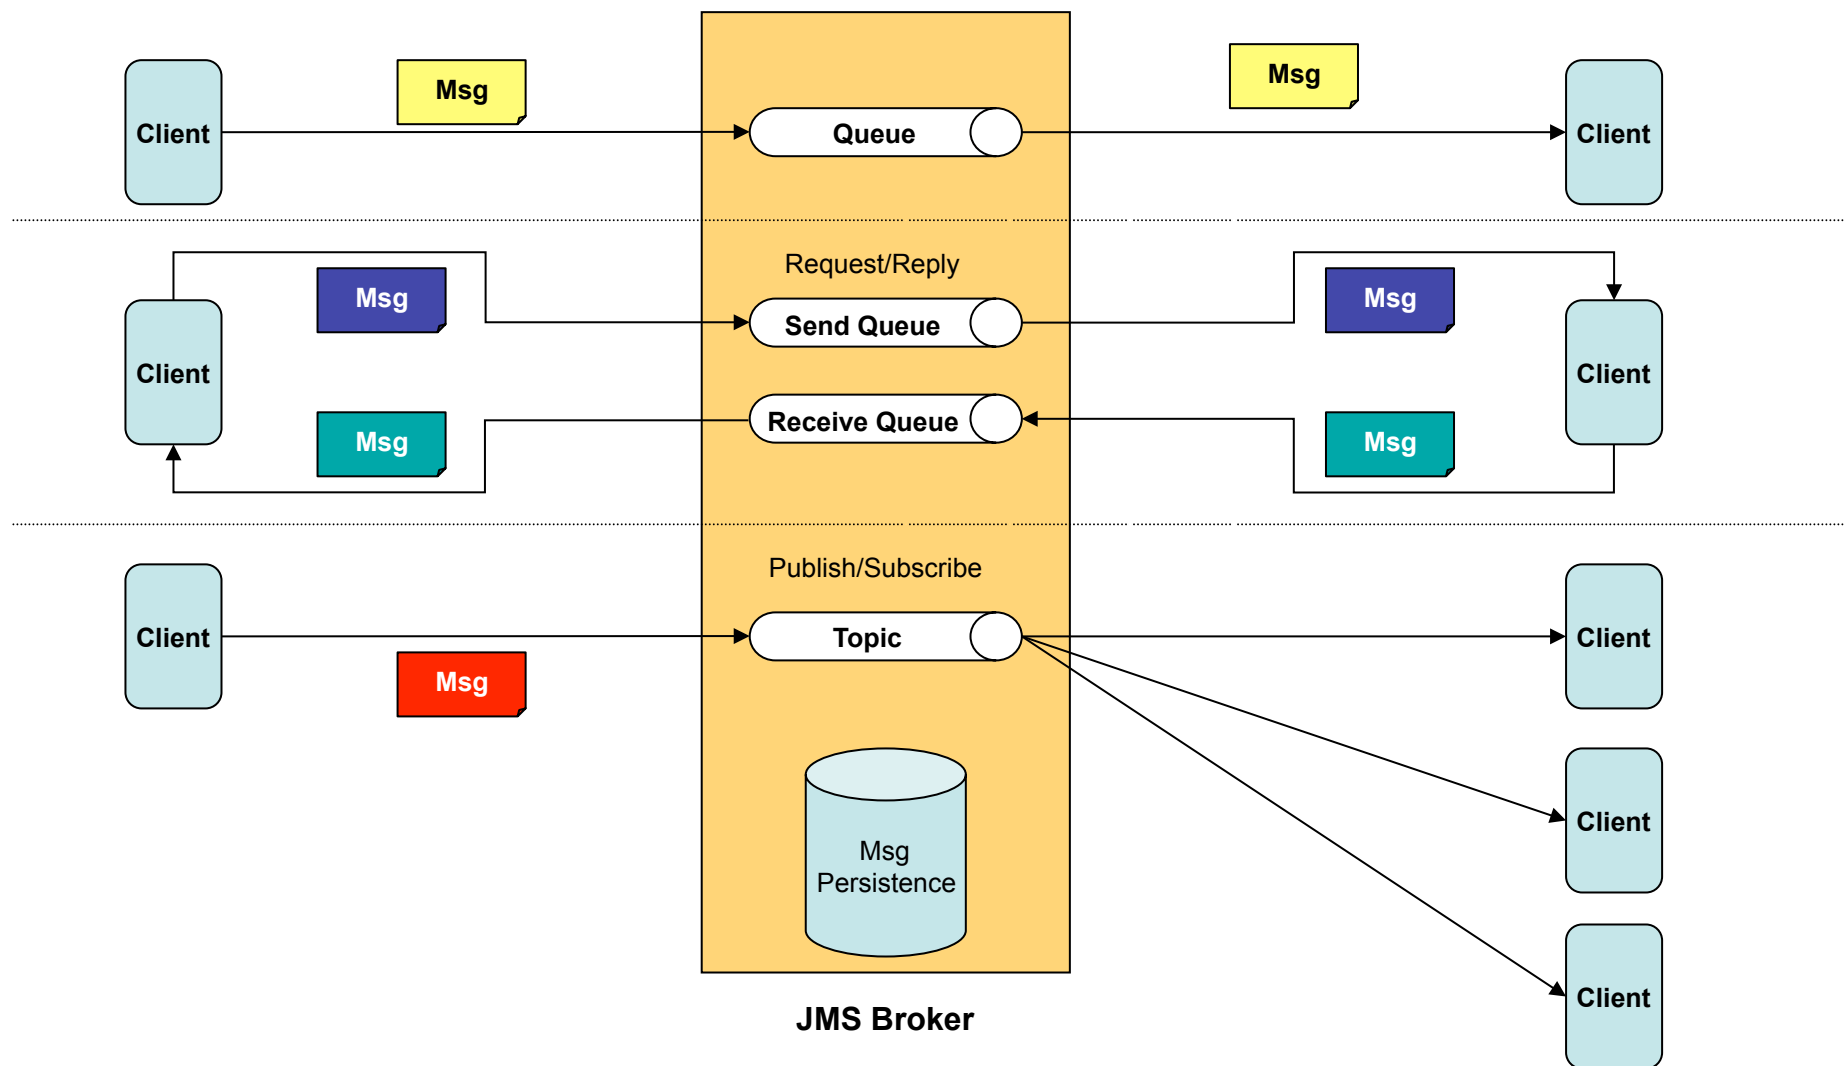 Msg
Msg
Client
Queue
Client
Request/Reply
Msg
Msg
Send Queue
Client
Client
Receive Queue
Msg
Msg
Publish/Subscribe
Client
Topic
Client
Msg
Client
Msg
Persistence
Client
JMS Broker